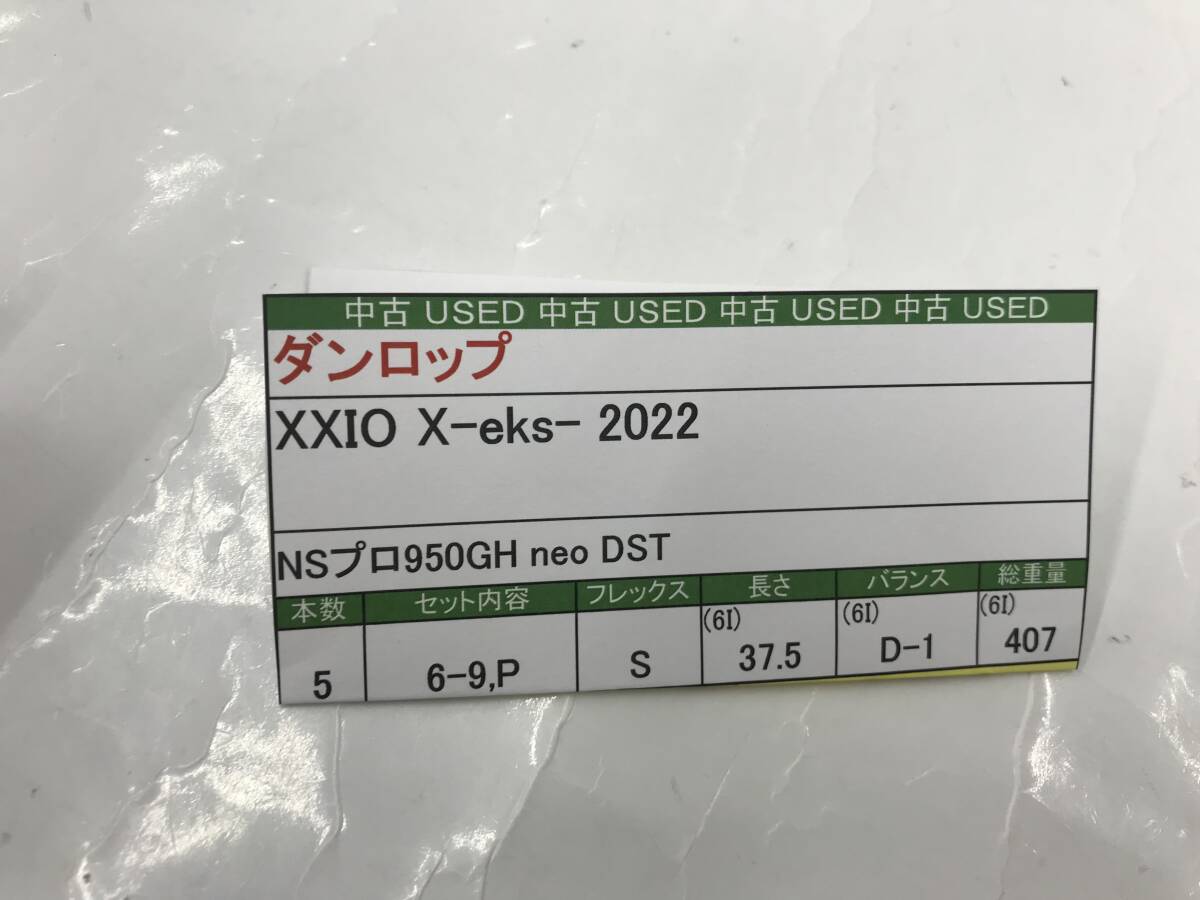 中古 USED 中古 USED 中古 USED 中古 USED
ダンロップ
XXIO X-eks- 2022
NSプロ950GH neo DST
本数 セット内容 フレックス 長さ バランス 総重量
(6I) (6I) (6I)
5 6-9,P S 37.5 D-1 407